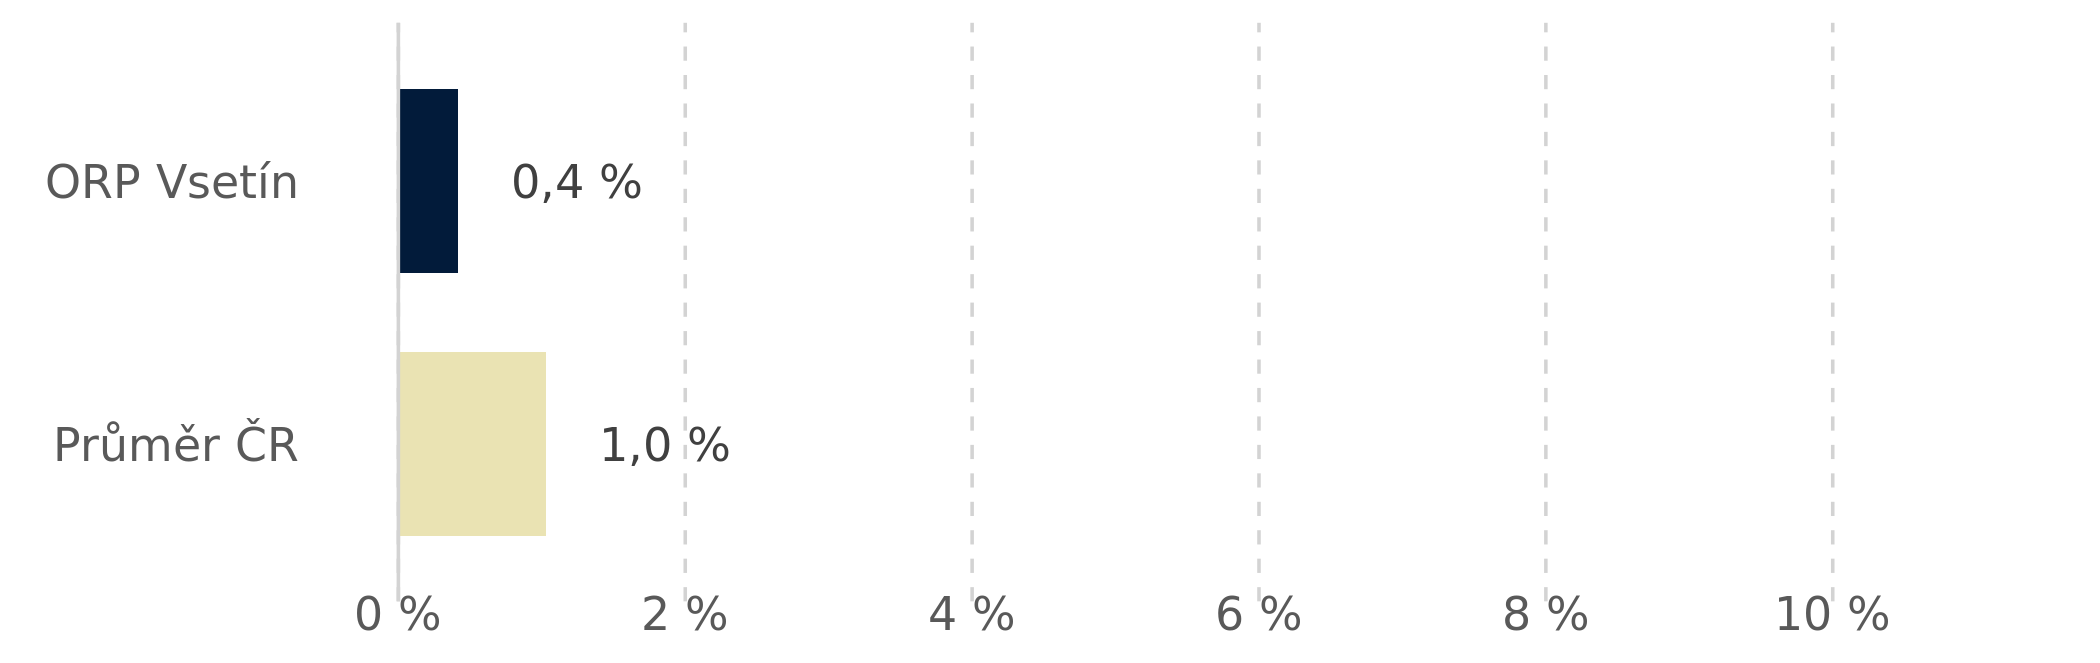 ORP Vsetín 0,4 %
Průměr ČR 1,0 %
0 % 2 % 4 % 6 % 8 % 10 %